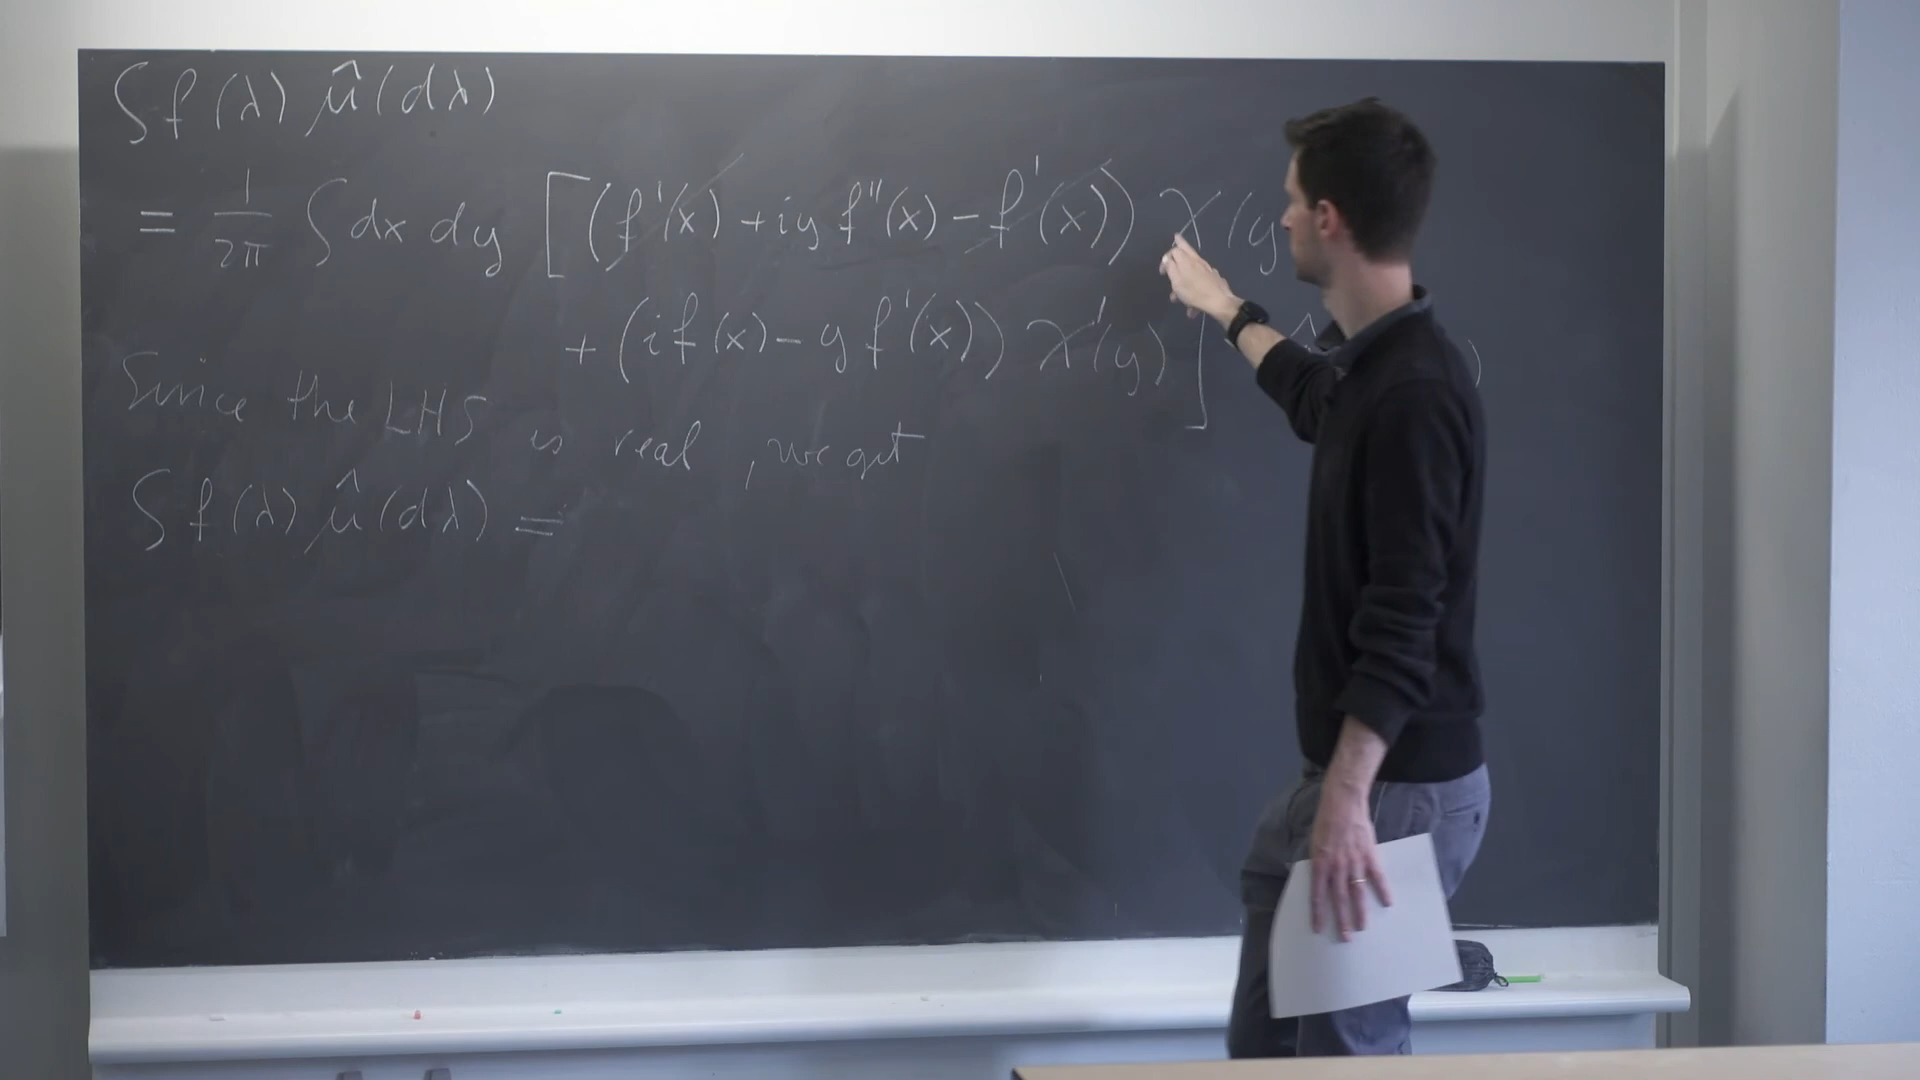 ∫f(λ) μ̂(dλ)
= 1/2π ∫dx dy [(f'(x) + iy f''(x) − f'(x)) χ(y
+ (if(x) − y f'(x)) χ'(y)] )
Since the LHS is real, we get
∫f(λ) μ̂(dλ) =